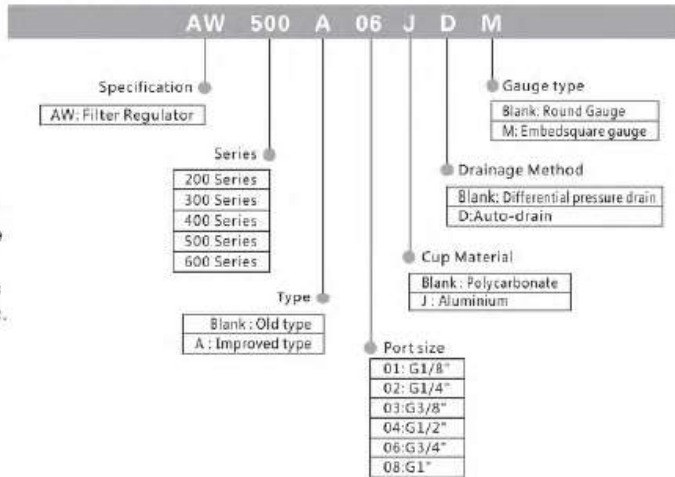 AW 500 A 06 J D M
Specification
AW: Filter Regulator
Series
200 Series
300 Series
400 Series
500 Series
600 Series
Type
Blank : Old type
A : Improved type
Port size
01: G1/8"
02: G1/4"
03:G3/8"
04:G1/2"
06:G3/4"
08:G1"
Cup Material
Blank : Polycarbonate
J : Aluminium
Drainage Method
Blank: Differential pressure drain
D:Auto-drain
Gauge type
Blank: Round Gauge
M: Embedsquare gauge